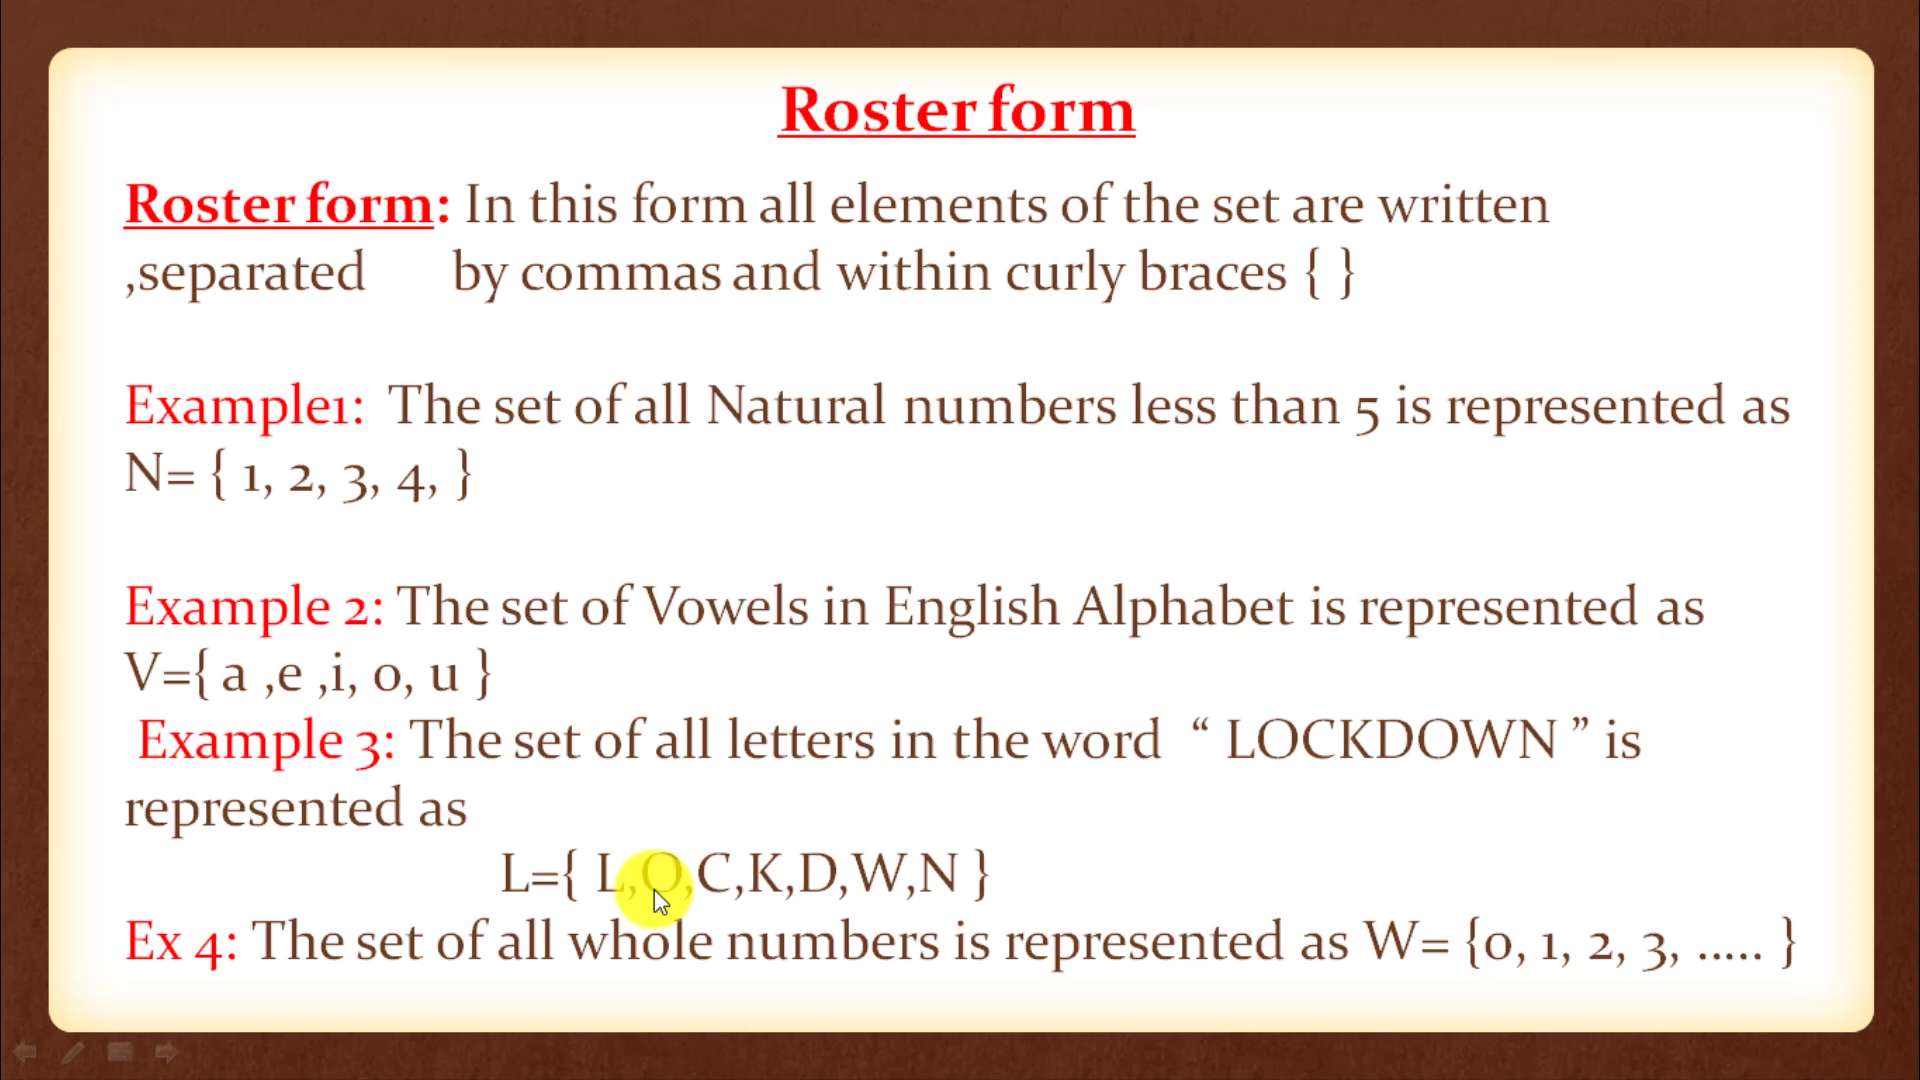 Roster form
Roster form: In this form all elements of the set are written
,separated by commas and within curly braces { }
Example1: The set of all Natural numbers less than 5 is represented as
N= { 1, 2, 3, 4, }
Example 2: The set of Vowels in English Alphabet is represented as
V={ a ,e ,i, o, u }
Example 3: The set of all letters in the word “ LOCKDOWN ” is
represented as
L={ L,O,C,K,D,W,N }
Ex 4: The set of all whole numbers is represented as W= {0, 1, 2, 3, ..... }